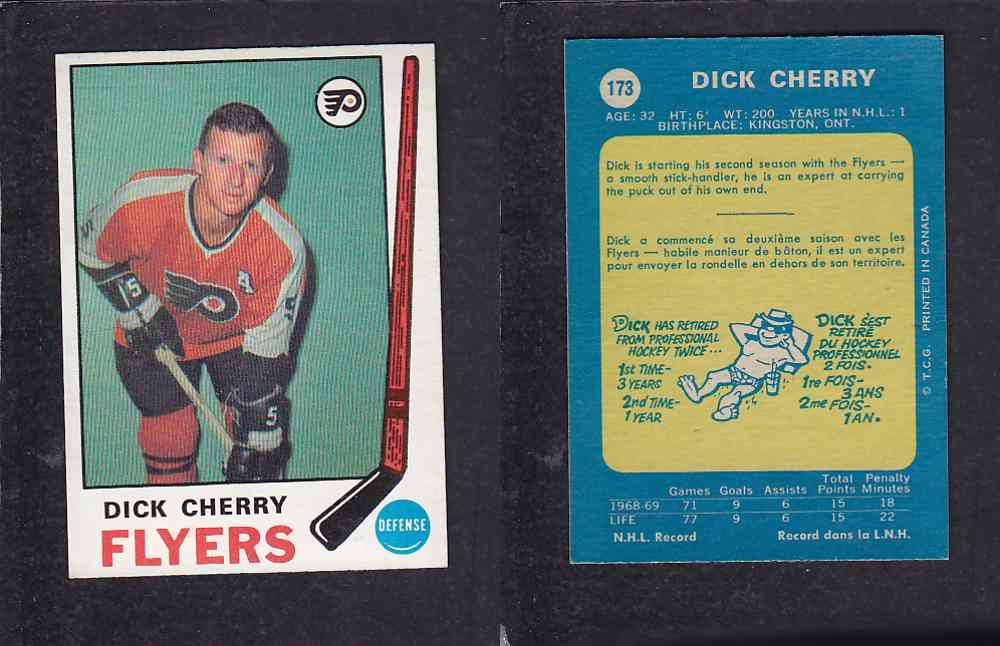 DICK CHERRY
FLYERS
DEFENSE
15
5
173
DICK CHERRY
AGE: 32 HT: 6' WT: 200 YEARS IN N.H.L.: 1
BIRTHPLACE: KINGSTON, ONT.
Dick is starting his second season with the Flyers —
a smooth stick-handler, he is an expert at carrying
the puck out of his own end.
Dick a commencé sa deuxième saison avec les
Flyers — habile manieur de bâton, il est un expert
pour envoyer la rondelle en dehors de son territoire.
DICK HAS RETIRED
FROM PROFESSIONAL
HOCKEY TWICE...
1st TIME-
3 YEARS
2nd TIME-
1 YEAR
DICK S'EST
RETIRÉ
DU HOCKEY
PROFESSIONNEL
2 FOIS.
1re FOIS-
3 ANS
2me FOIS-
1 AN.
© T.C.G. PRINTED IN CANADA
Games Goals Assists Total Points Penalty Minutes
1968-69 71 9 6 15 18
LIFE 77 9 6 15 22
N.H.L. Record Record dans la L.N.H.